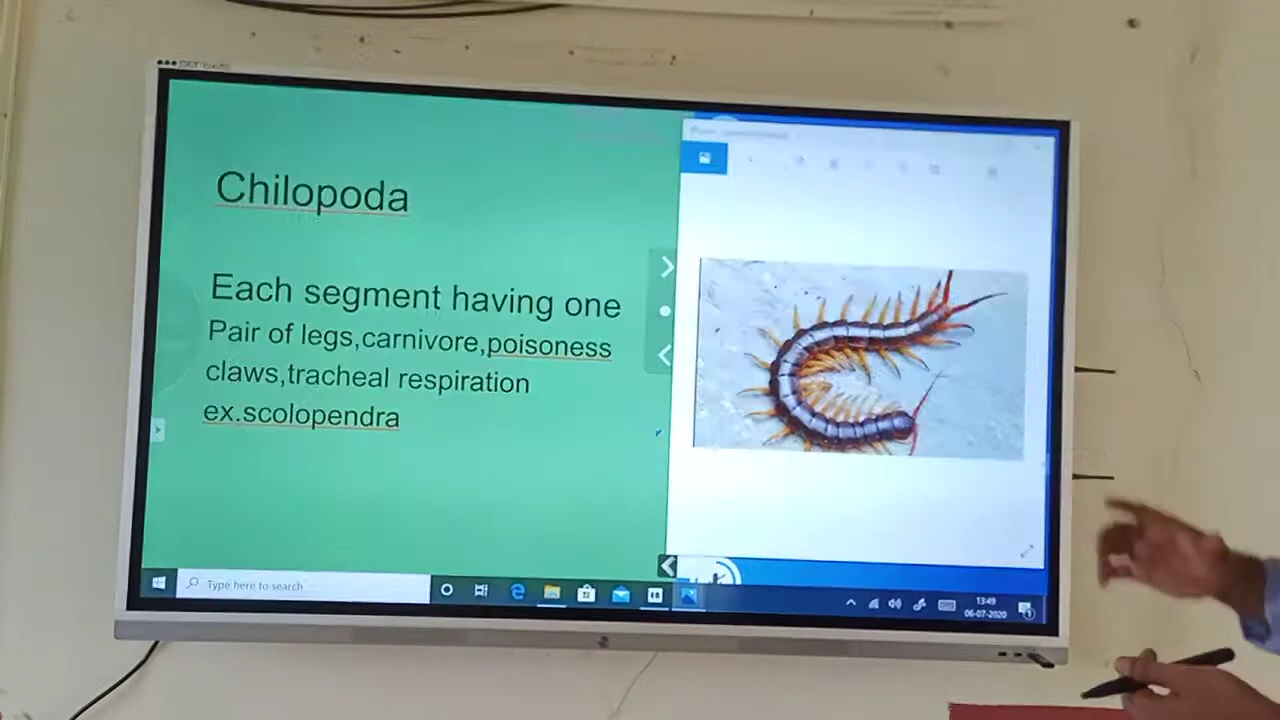 Chilopoda
Each segment having one
Pair of legs,carnivore,poisoness
claws,tracheal respiration
ex.scolopendra
Type here to search
13:49
06-07-2020